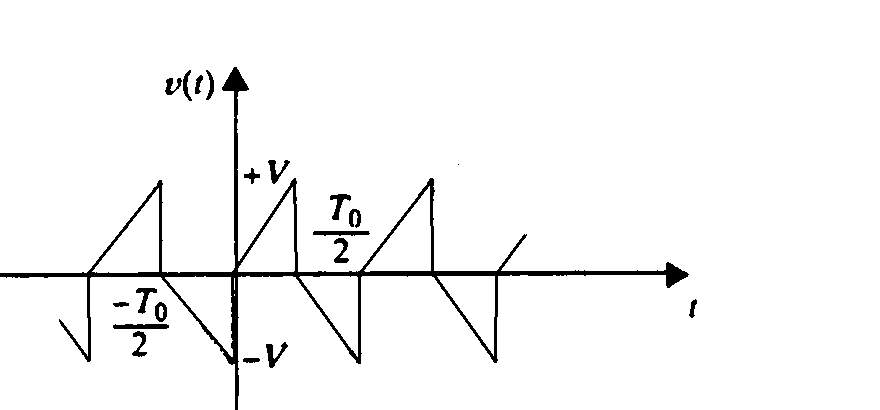 v(t)
+V
T₀/2
-T₀/2
-V
t